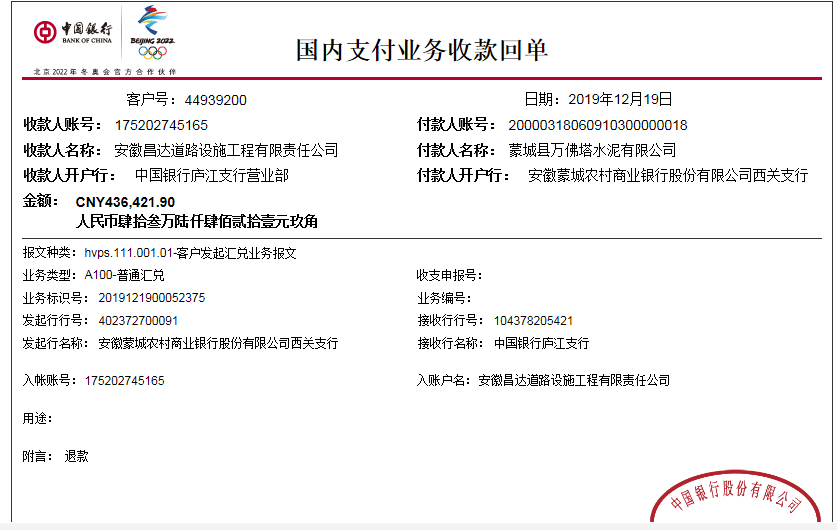 中国银行
BANK OF CHINA
BEIJING 2022
北京2022年冬奥会官方合作伙伴
国内支付业务收款回单
客户号：44939200 日期：2019年12月19日
收款人账号：175202745165 付款人账号：20000318060910300000018
收款人名称：安徽昌达道路设施工程有限责任公司 付款人名称：蒙城县万佛塔水泥有限公司
收款人开户行：中国银行庐江支行营业部 付款人开户行：安徽蒙城农村商业银行股份有限公司西关支行
金额：CNY436,421.90
人民币肆拾叁万陆仟肆佰贰拾壹元玖角
报文种类：hvps.111.001.01-客户发起汇兑业务报文
业务类型：A100-普通汇兑 收支申报号：
业务标识号：2019121900052375 业务编号：
发起行行号：402372700091 接收行行号：104378205421
发起行名称：安徽蒙城农村商业银行股份有限公司西关支行 接收行名称：中国银行庐江支行
入帐账号：175202745165 入账户名：安徽昌达道路设施工程有限责任公司
用途：
附言：退款
中国银行股份有限公司